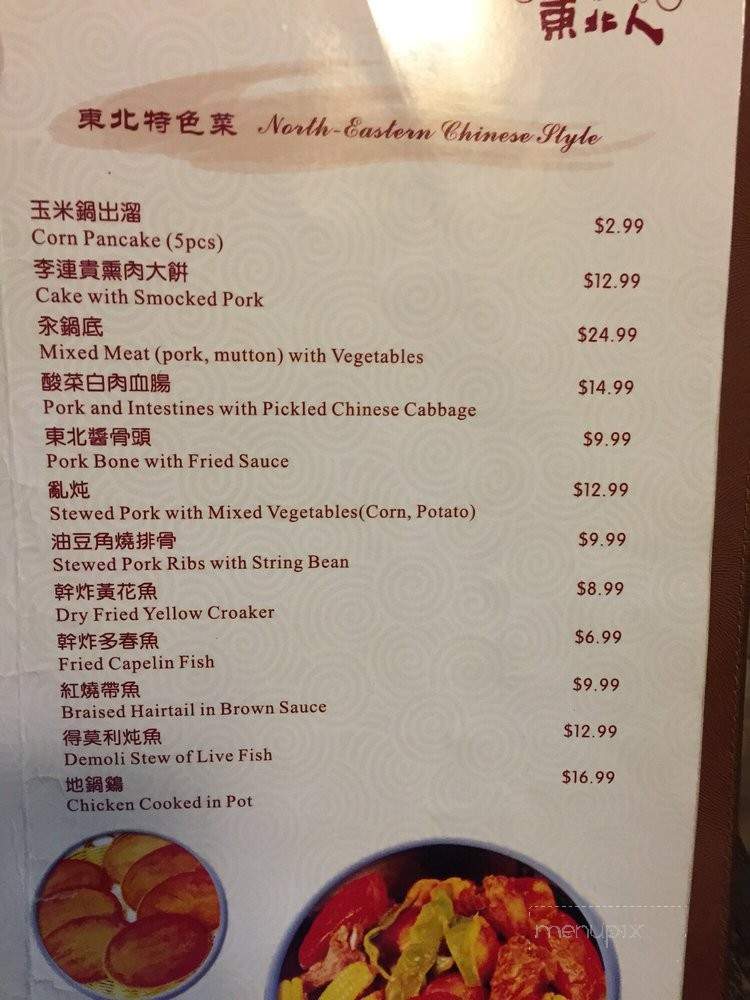 東北人
東北特色菜 North-Eastern Chinese Style
玉米鍋出溜
Corn Pancake (5pcs) $2.99
李連貴熏肉大餅
Cake with Smocked Pork $12.99
汆鍋底
Mixed Meat (pork, mutton) with Vegetables $24.99
酸菜白肉血腸
Pork and Intestines with Pickled Chinese Cabbage $14.99
東北醬骨頭
Pork Bone with Fried Sauce $9.99
亂炖
Stewed Pork with Mixed Vegetables(Corn, Potato) $12.99
油豆角燒排骨
Stewed Pork Ribs with String Bean $9.99
幹炸黃花魚
Dry Fried Yellow Croaker $8.99
幹炸多春魚
Fried Capelin Fish $6.99
紅燒帶魚
Braised Hairtail in Brown Sauce $9.99
得莫利炖魚
Demoli Stew of Live Fish $12.99
地鍋鷄
Chicken Cooked in Pot $16.99
menupix